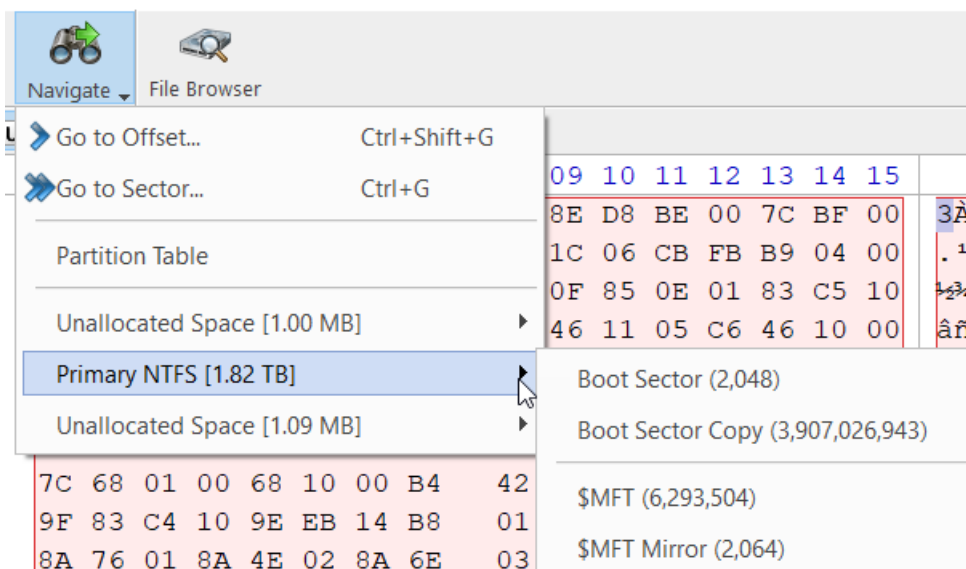 Navigate File Browser
Go to Offset... Ctrl+Shift+G
Go to Sector... Ctrl+G
Partition Table
Unallocated Space [1.00 MB]
Primary NTFS [1.82 TB]
Unallocated Space [1.09 MB]
09 10 11 12 13 14 15
8E D8 BE 00 7C BF 00 3À
1C 06 CB FB B9 04 00
0F 85 0E 01 83 C5 10 ½¾
46 11 05 C6 46 10 00 âñ
Boot Sector (2,048)
Boot Sector Copy (3,907,026,943)
$MFT (6,293,504)
$MFT Mirror (2,064)
7C 68 01 00 68 10 00 B4 42
9F 83 C4 10 9E EB 14 B8 01
8A 76 01 8A 4E 02 8A 6E 03